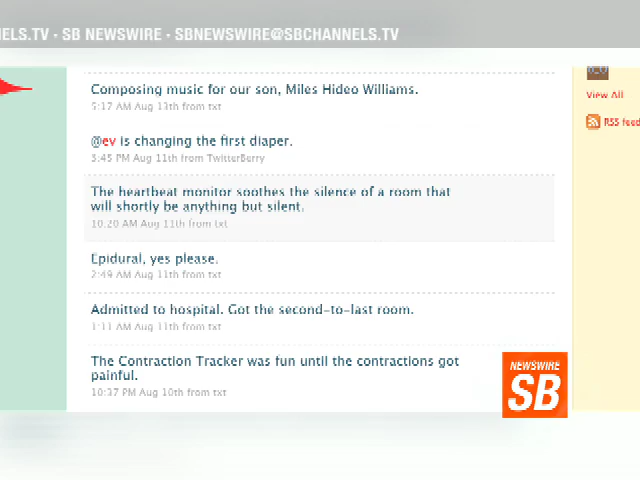 ELS.TV - SB NEWSWIRE - SBNEWSWIRE@SBCHANNELS.TV
Composing music for our son, Miles Hideo Williams.
5:17 AM Aug 13th from txt
View All
RSS feed
@ev is changing the first diaper.
3:45 PM Aug 11th from TwitterBerry
The heartbeat monitor soothes the silence of a room that
will shortly be anything but silent.
10:20 AM Aug 11th from txt
Epidural, yes please.
2:49 AM Aug 11th from txt
Admitted to hospital. Got the second-to-last room.
1:11 AM Aug 11th from txt
The Contraction Tracker was fun until the contractions got
painful.
10:37 PM Aug 10th from txt
NEWSWIRE
SB